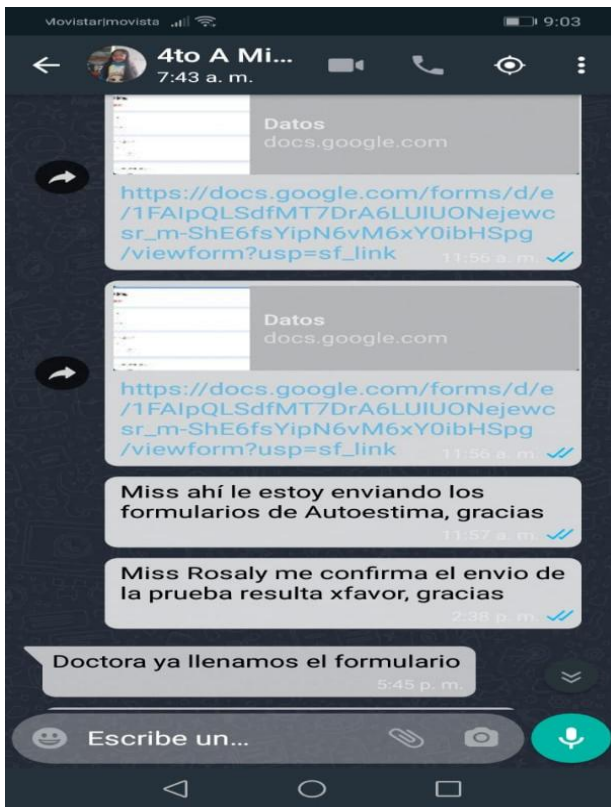 Movistar|movista 9:03
4to A Mi...
7:43 a. m.
Datos
docs.google.com
https://docs.google.com/forms/d/e
/1FAIpQLSdfMT7DrA6LUIUONejewc
sr_m-ShE6fsYipN6vM6xY0ibHSpg
/viewform?usp=sf_link 11:56 a. m.
Datos
docs.google.com
https://docs.google.com/forms/d/e
/1FAIpQLSdfMT7DrA6LUIUONejewc
sr_m-ShE6fsYipN6vM6xY0ibHSpg
/viewform?usp=sf_link 11:56 a. m.
Miss ahí le estoy enviando los
formularios de Autoestima, gracias
11:57 a. m.
Miss Rosaly me confirma el envio de
la prueba resulta xfavor, gracias
2:38 p. m.
Doctora ya llenamos el formulario
5:45 p. m.
Escribe un...